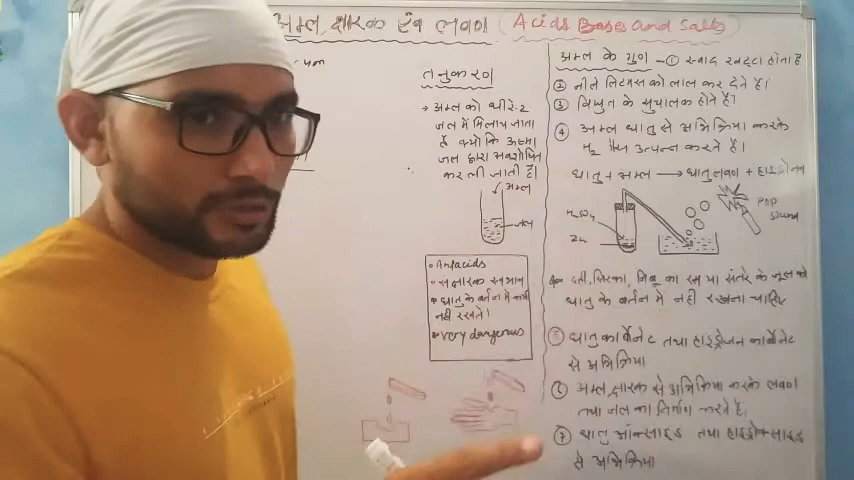 अम्ल, क्षारक एंव लवण (Acids Bases and Salts)
तनुकरण
→ अम्ल को धीरे-2
जल में मिलाया जाता
है क्योंकि ऊष्मा
जल द्वारा अवशोषित
कर ली जाती है।
अम्ल
जल
• Antacids
• संक्षारक स्वभाव
• धातु के बर्तन में कभी
नही रखते।
• very dangerous
अम्ल के गुण - ① स्वाद खट्टा होता है
② नीले लिटमस को लाल कर देते है।
③ विधुत के सुचालक होते है।
④ अम्ल धातु से अभिक्रिया करके
H₂ गैस उत्पन्न करते है।
धातु + अम्ल → धातु लवण + हाइड्रोजन
H₂SO₄
Zn
Pop
sound
दही, सिरका, निबू का रस या संतरे के जूस को
धातु के बर्तन में नही रखना चाहिए
⑤ धातु कार्बोनेट तथा हाइड्रोजन कार्बोनेट
से अभिक्रिया
⑥ अम्ल, क्षारक से अभिक्रिया करके लवण
तथा जल का निर्माण करते है।
⑦ धातु ऑक्साइड तथा हाइड्रोक्साइड
से अभिक्रिया